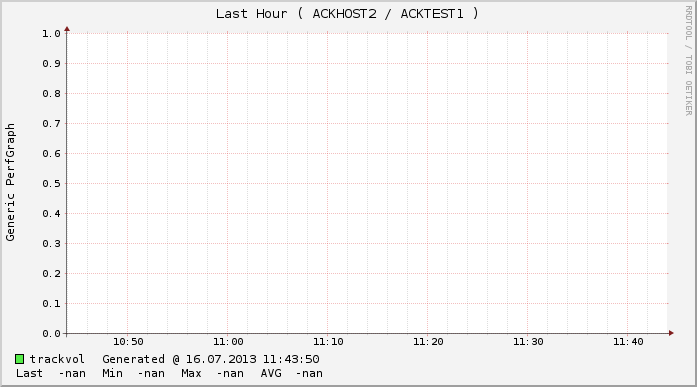 Last Hour ( ACKHOST2 / ACKTEST1 )
RRDTOOL / TOBI OETIKER
Generic PerfGraph
1.0
0.9
0.8
0.7
0.6
0.5
0.4
0.3
0.2
0.1
0.0
10:50 11:00 11:10 11:20 11:30 11:40
trackvol Generated @ 16.07.2013 11:43:50
Last -nan Min -nan Max -nan AVG -nan